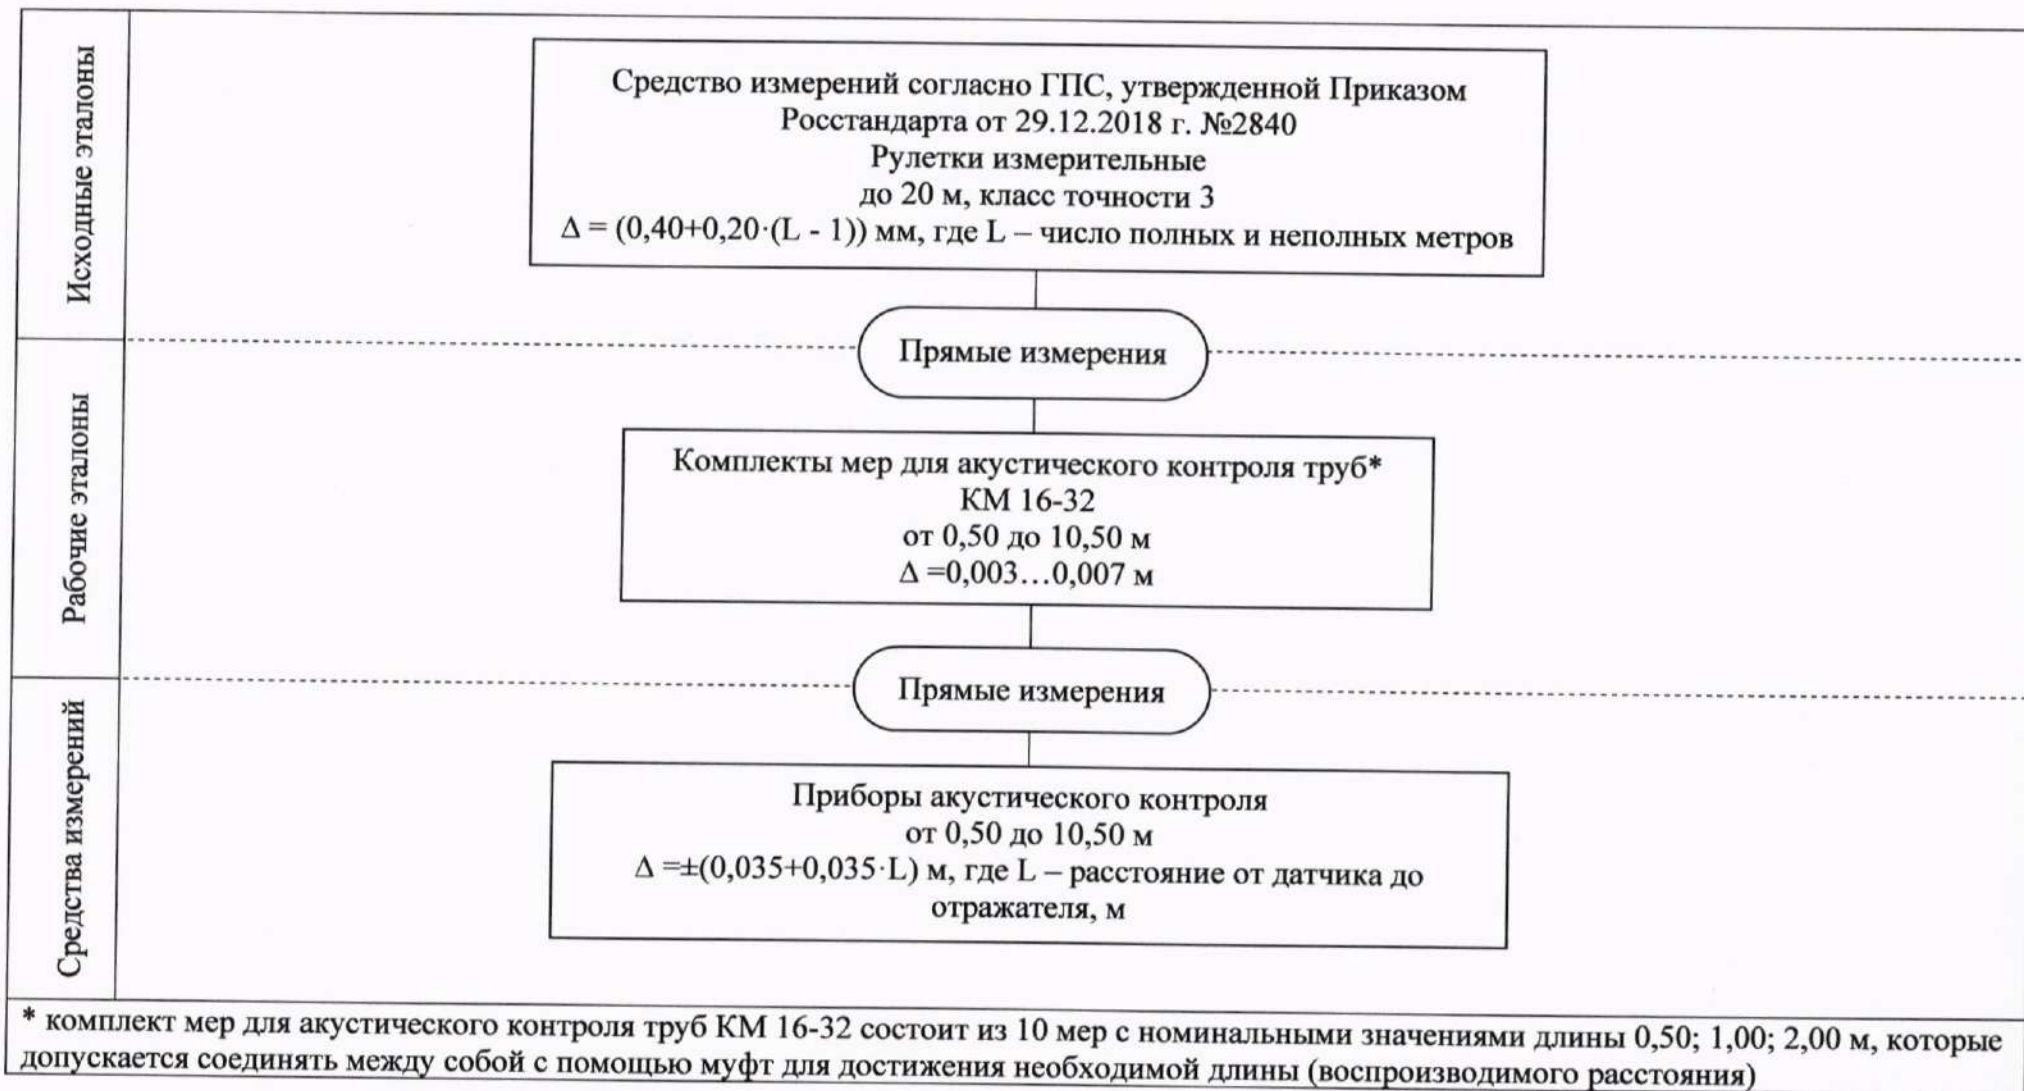 Исходные эталоны
Средство измерений согласно ГПС, утвержденной Приказом
Росстандарта от 29.12.2018 г. №2840
Рулетки измерительные
до 20 м, класс точности 3
Δ = (0,40+0,20·(L - 1)) мм, где L – число полных и неполных метров
Прямые измерения
Рабочие эталоны
Комплекты мер для акустического контроля труб*
КМ 16-32
от 0,50 до 10,50 м
Δ =0,003…0,007 м
Прямые измерения
Средства измерений
Приборы акустического контроля
от 0,50 до 10,50 м
Δ =±(0,035+0,035·L) м, где L – расстояние от датчика до
отражателя, м
* комплект мер для акустического контроля труб КМ 16-32 состоит из 10 мер с номинальными значениями длины 0,50; 1,00; 2,00 м, которые
допускается соединять между собой с помощью муфт для достижения необходимой длины (воспроизводимого расстояния)